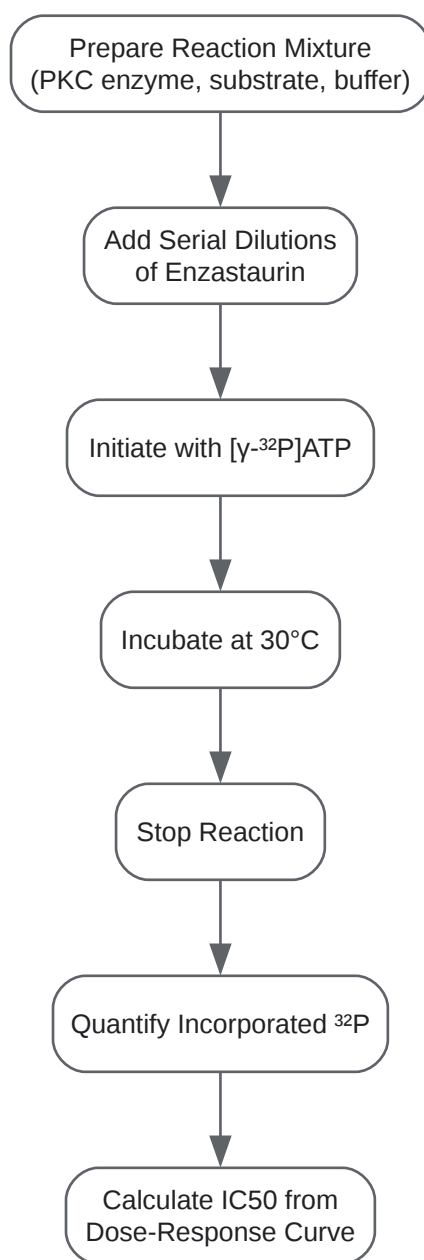 Prepare Reaction Mixture
(PKC enzyme, substrate, buffer)
Add Serial Dilutions
of Enzastaurin
Initiate with [γ-³²P]ATP
Incubate at 30°C
Stop Reaction
Quantify Incorporated ³²P
Calculate IC50 from
Dose-Response Curve